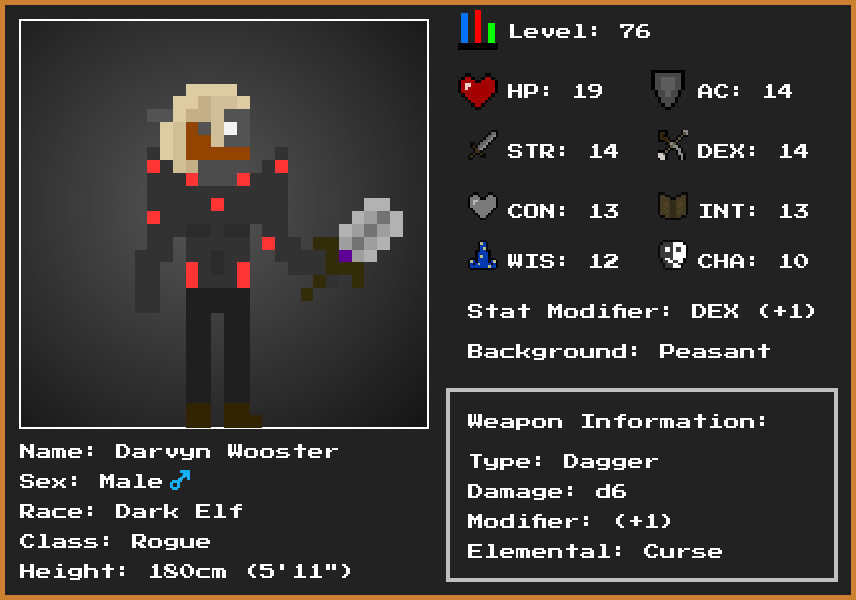 Level: 76
HP: 19 AC: 14
STR: 14 DEX: 14
CON: 13 INT: 13
WIS: 12 CHA: 10
Stat Modifier: DEX (+1)
Background: Peasant
Weapon Information:
Type: Dagger
Damage: d6
Modifier: (+1)
Elemental: Curse
Name: Darvyn Wooster
Sex: Male♂
Race: Dark Elf
Class: Rogue
Height: 180cm (5'11")